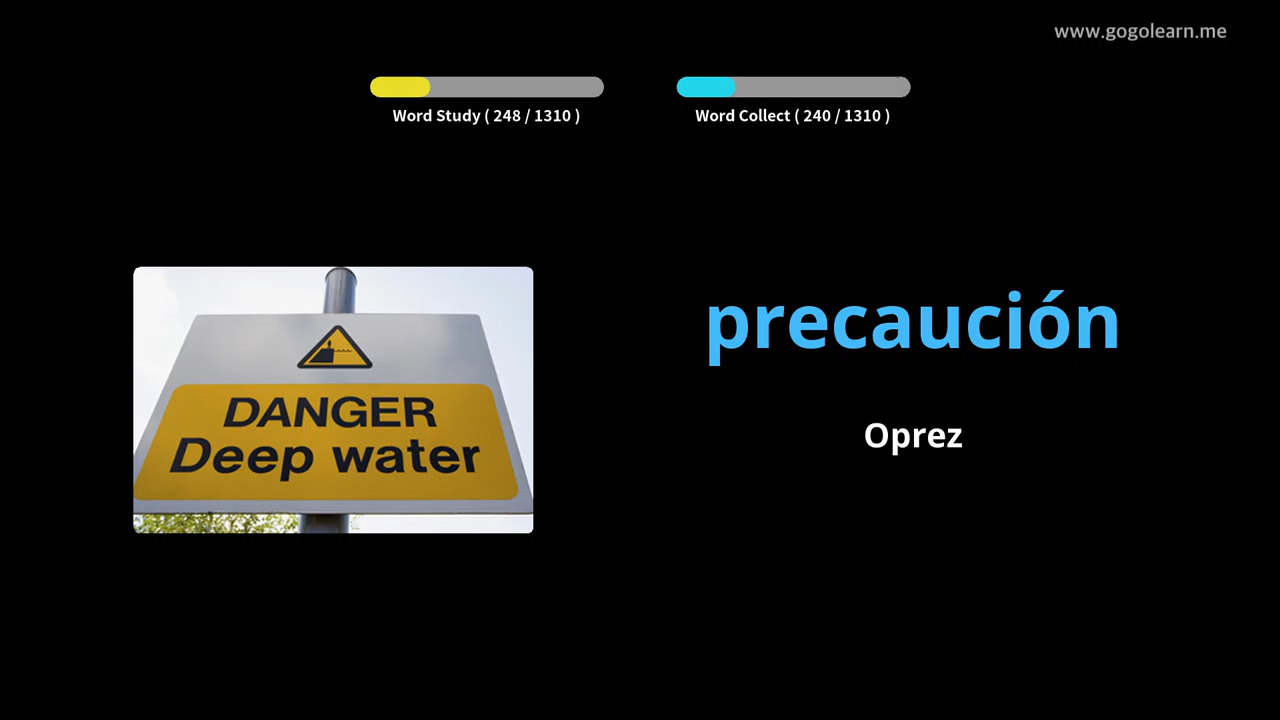 www.gogolearn.me
Word Study ( 248 / 1310 )
Word Collect ( 240 / 1310 )
DANGER
Deep water
precaución
Oprez